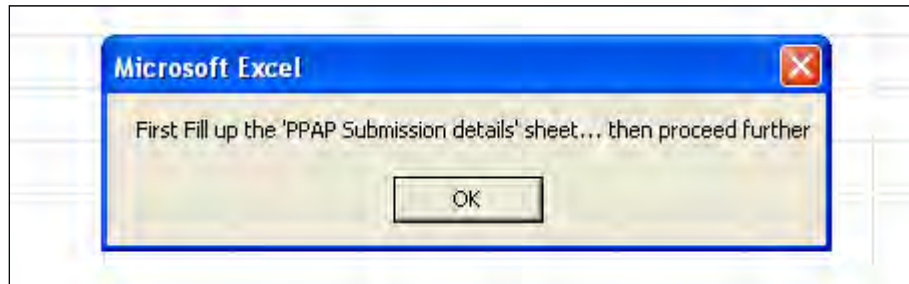 Microsoft Excel
First Fill up the 'PPAP Submission details' sheet... then proceed further
OK